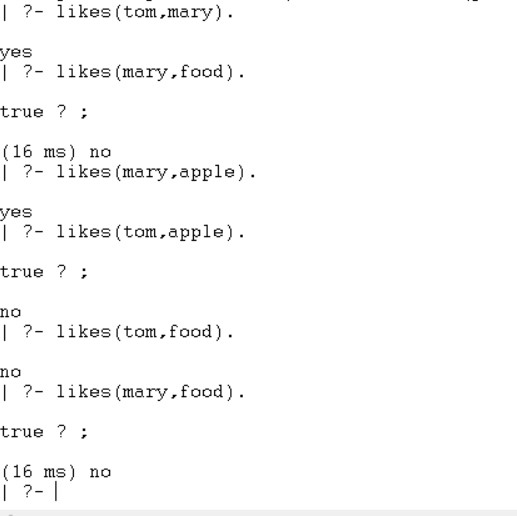 | ?- likes(tom,mary).
yes
| ?- likes(mary,food).
true ? ;
(16 ms) no
| ?- likes(mary,apple).
yes
| ?- likes(tom,apple).
true ? ;
no
| ?- likes(tom,food).
no
| ?- likes(mary,food).
true ? ;
(16 ms) no
| ?-